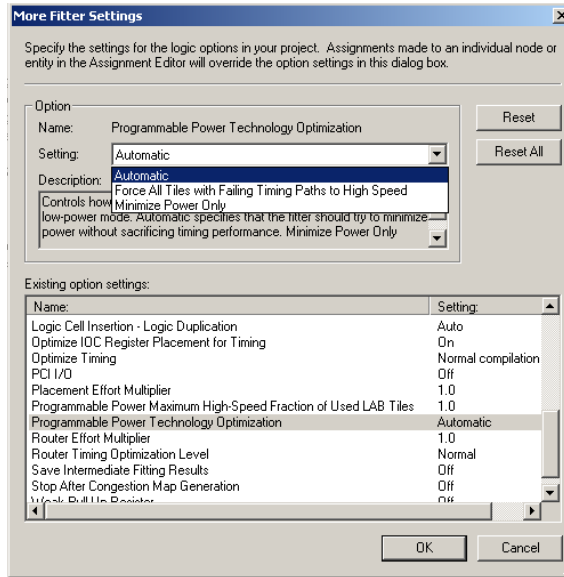 More Fitter Settings
Specify the settings for the logic options in your project. Assignments made to an individual node or
entity in the Assignment Editor will override the option settings in this dialog box.
Option
Name: Programmable Power Technology Optimization
Reset
Setting: Automatic
Reset All
Description:
Automatic
Force All Tiles with Failing Timing Paths to High Speed
Minimize Power Only
Controls how
low-power mode. Automatic specifies that the fitter should try to minimize
power without sacrificing timing performance. Minimize Power Only
Existing option settings:
Name: Setting:
Logic Cell Insertion - Logic Duplication Auto
Optimize IOC Register Placement for Timing On
Optimize Timing Normal compilation
PCI I/O Off
Placement Effort Multiplier 1.0
Programmable Power Maximum High-Speed Fraction of Used LAB Tiles 1.0
Programmable Power Technology Optimization Automatic
Router Effort Multiplier 1.0
Router Timing Optimization Level Normal
Save Intermediate Fitting Results Off
Stop After Congestion Map Generation Off
Weak Pull-Up Resistor Off
OK Cancel